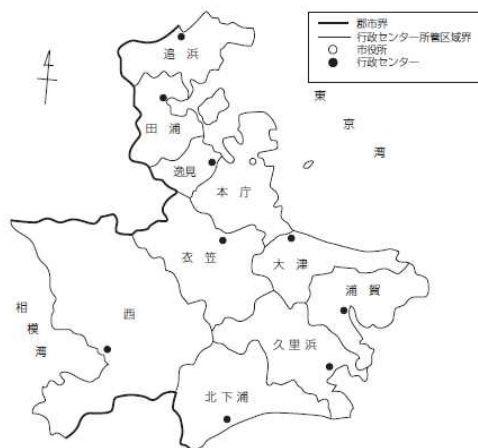 郡市界
行政センター所管区域界
市役所
行政センター
追浜
田浦
逸見
本庁
東京湾
衣笠
大津
浦賀
西
相模湾
久里浜
北下浦